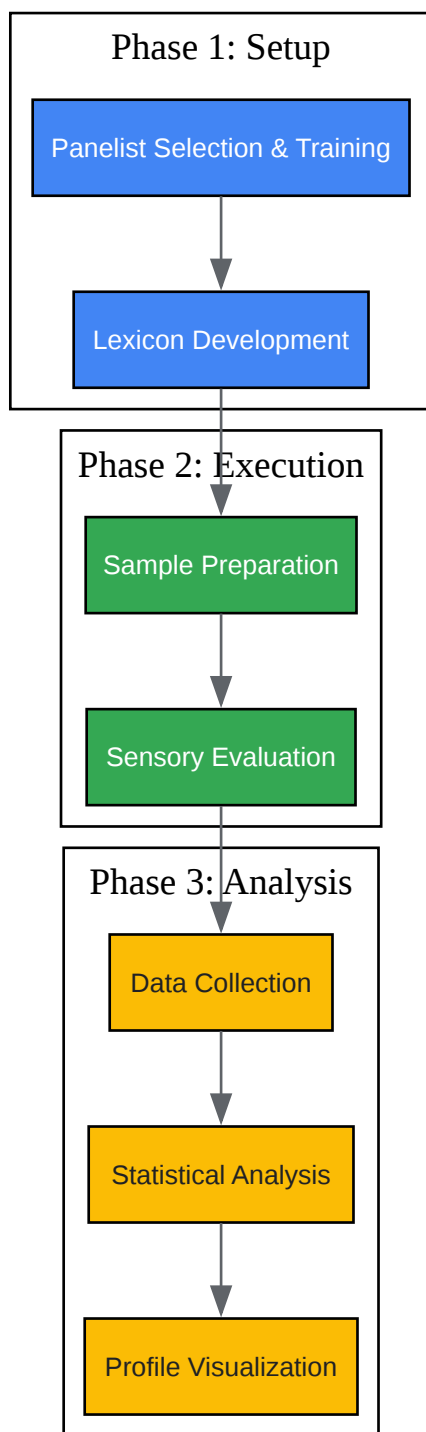 Phase 1: Setup
Panelist Selection & Training
Lexicon Development
Phase 2: Execution
Sample Preparation
Sensory Evaluation
Phase 3: Analysis
Data Collection
Statistical Analysis
Profile Visualization